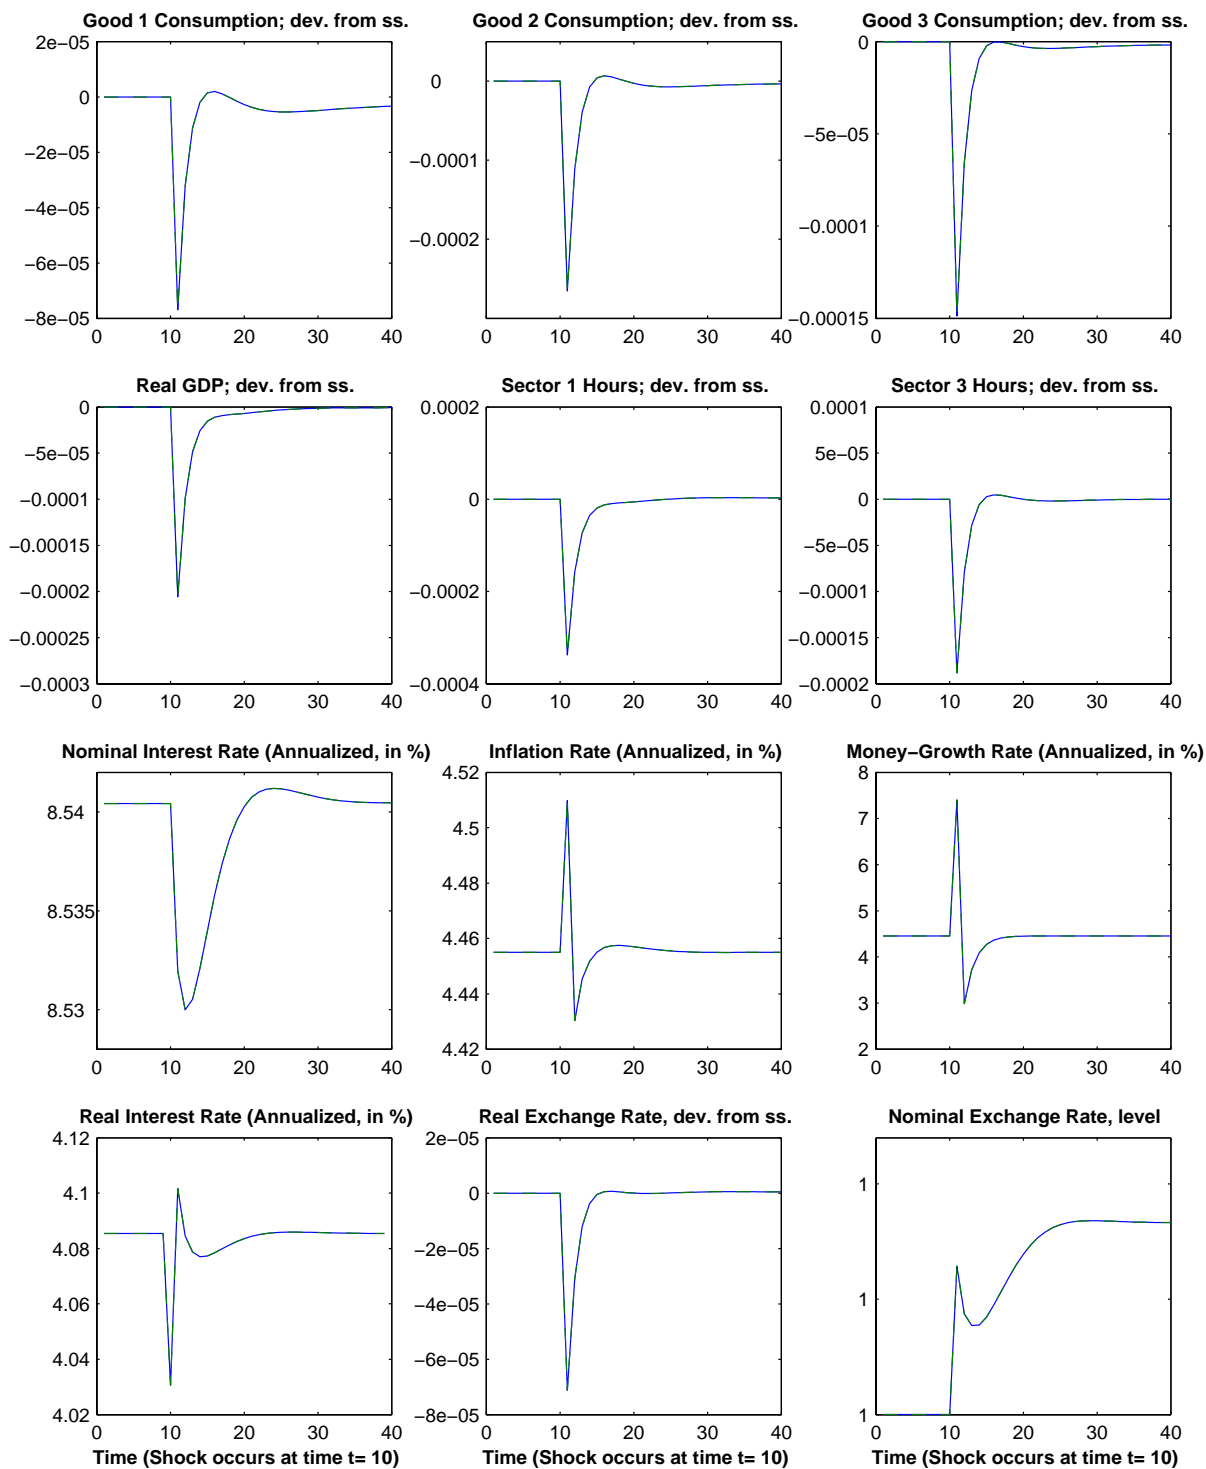 Good 1 Consumption; dev. from ss.
Good 2 Consumption; dev. from ss.
Good 3 Consumption; dev. from ss.
2e−05
0
−2e−05
−4e−05
−6e−05
−8e−05
0 10 20 30 40
0
−0.0001
−0.0002
0 10 20 30 40
0
−5e−05
−0.0001
−0.00015
0 10 20 30 40
Real GDP; dev. from ss.
Sector 1 Hours; dev. from ss.
Sector 3 Hours; dev. from ss.
0
−5e−05
−0.0001
−0.00015
−0.0002
−0.00025
−0.0003
0 10 20 30 40
0.0002
0
−0.0002
−0.0004
0 10 20 30 40
0.0001
5e−05
0
−5e−05
−0.0001
−0.00015
−0.0002
0 10 20 30 40
Nominal Interest Rate (Annualized, in %)
Inflation Rate (Annualized, in %)
Money−Growth Rate (Annualized, in %)
8.54
8.535
8.53
0 10 20 30 40
4.52
4.5
4.48
4.46
4.44
4.42
0 10 20 30 40
8
7
6
5
4
3
2
0 10 20 30 40
Real Interest Rate (Annualized, in %)
Real Exchange Rate, dev. from ss.
Nominal Exchange Rate, level
4.12
4.1
4.08
4.06
4.04
4.02
0 10 20 30 40
Time (Shock occurs at time t= 10)
2e−05
0
−2e−05
−4e−05
−6e−05
−8e−05
0 10 20 30 40
Time (Shock occurs at time t= 10)
1
1
1
0 10 20 30 40
Time (Shock occurs at time t= 10)